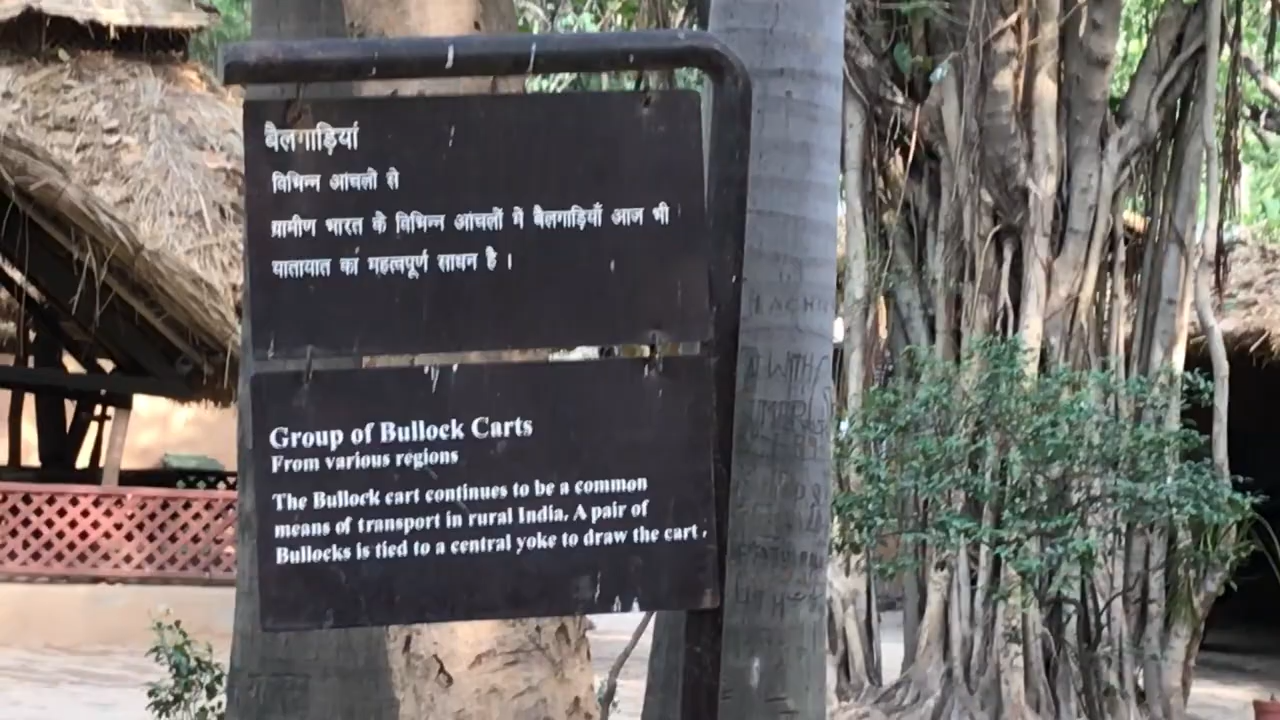 बैलगाड़ियां
विभिन्न आंचलों से
ग्रामीण भारत के विभिन्न आंचलों में बैलगाड़ियाँ आज भी
यातायात का महत्वपूर्ण साधन है ।
Group of Bullock Carts
From various regions
The Bullock cart continues to be a common
means of transport in rural India. A pair of
Bullocks is tied to a central yoke to draw the cart .